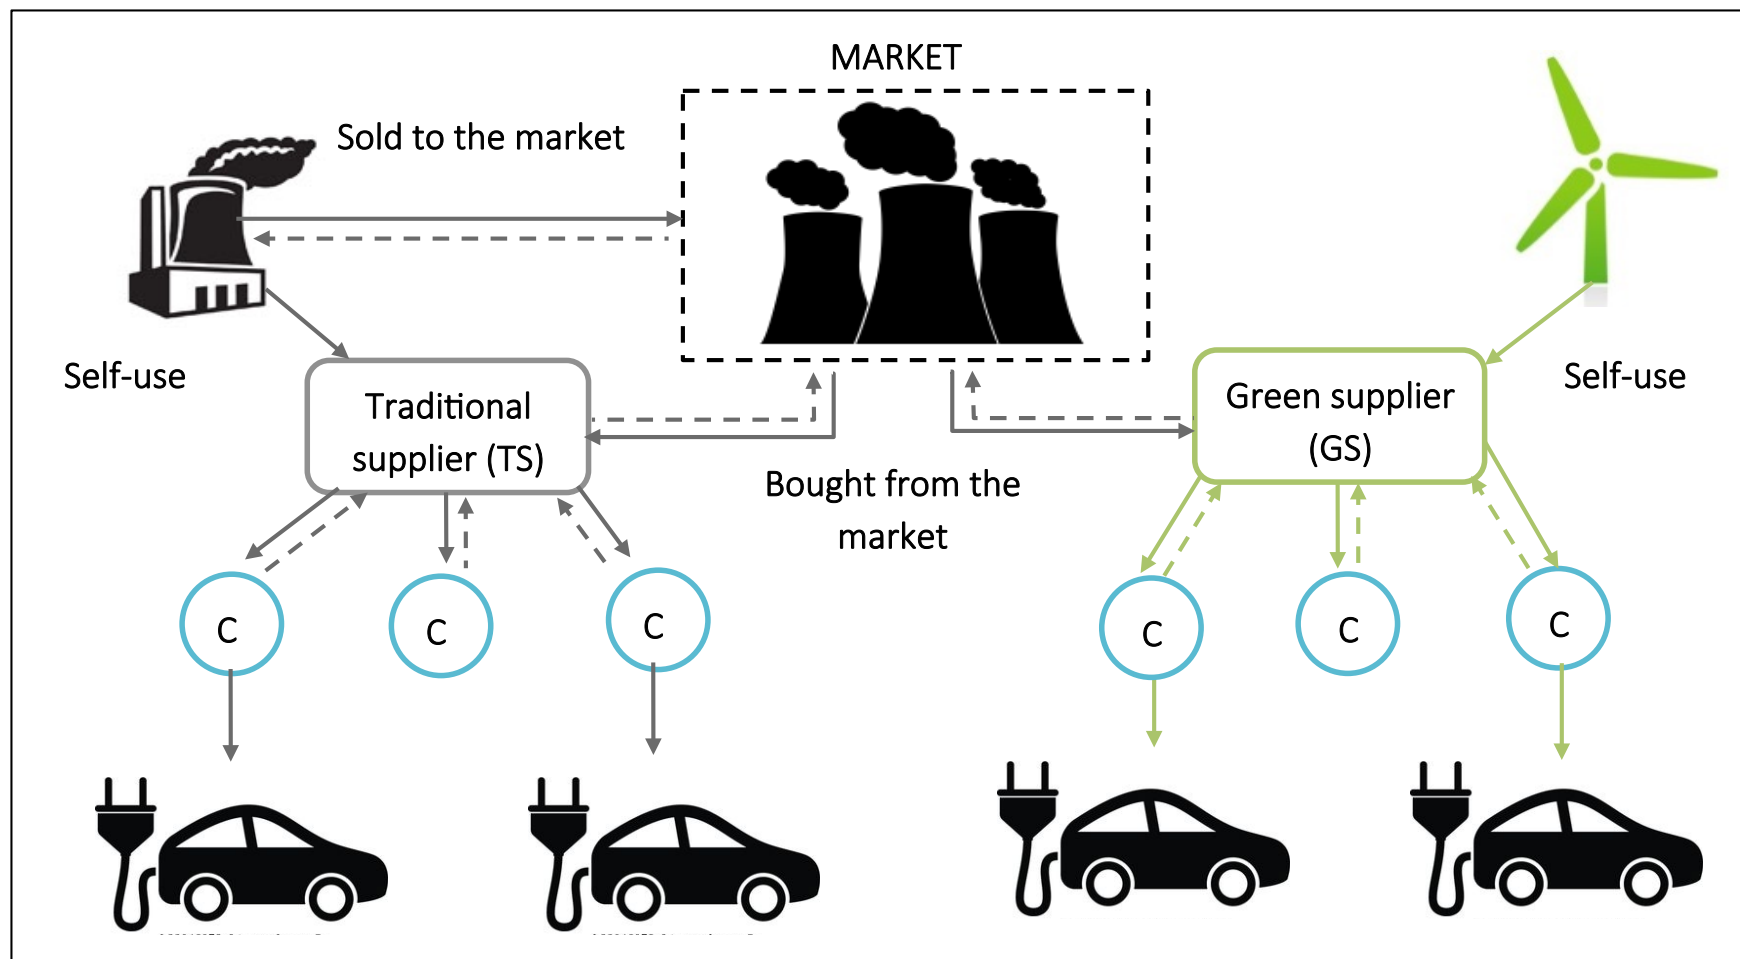 MARKET
Sold to the market
Self-use
Traditional
supplier (TS)
Green supplier
(GS)
Self-use
Bought from the
market
C
C
C
C
C
C